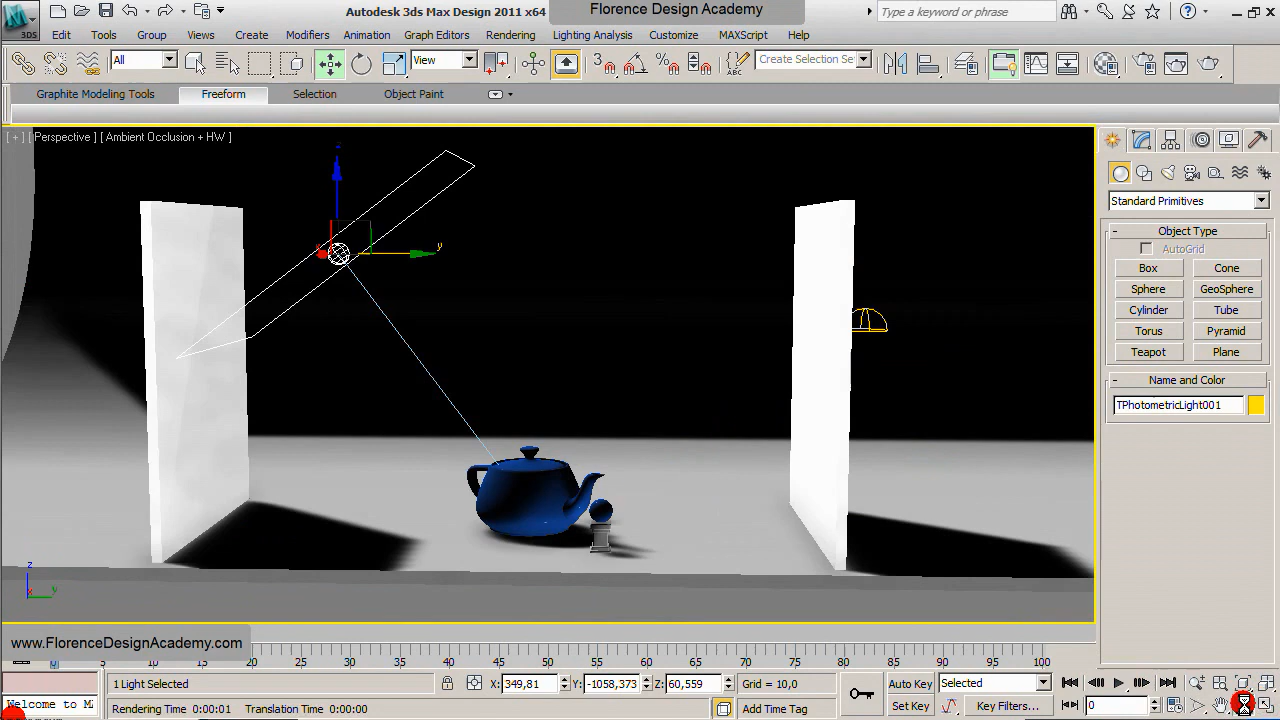 Autodesk 3ds Max Design 2011 x64
Florence Design Academy
Type a keyword or phrase
3DS
Edit Tools Group Views Create Modifiers Animation Graph Editors Rendering Lighting Analysis Customize MAXScript Help
All
View
Create Selection Se
Graphite Modeling Tools Freeform Selection Object Paint
[ + ] [ Perspective ] [ Ambient Occlusion + HW ]
Standard Primitives
- Object Type
AutoGrid
Box Cone
Sphere GeoSphere
Cylinder Tube
Torus Pyramid
Teapot Plane
- Name and Color
TPhotometricLight001
z
y
z
x y
www.FlorenceDesignAcademy.com
0 10 15 20 25 30 35 40 45 50 55 60 65 70 75 80 85 90 95 100
1 Light Selected
X: 349,81 Y: -1058,373 Z: 60,559
Grid = 10,0
Auto Key Selected
Welcome to M
Rendering Time 0:00:01 Translation Time 0:00:00
Add Time Tag
Set Key Key Filters...
0